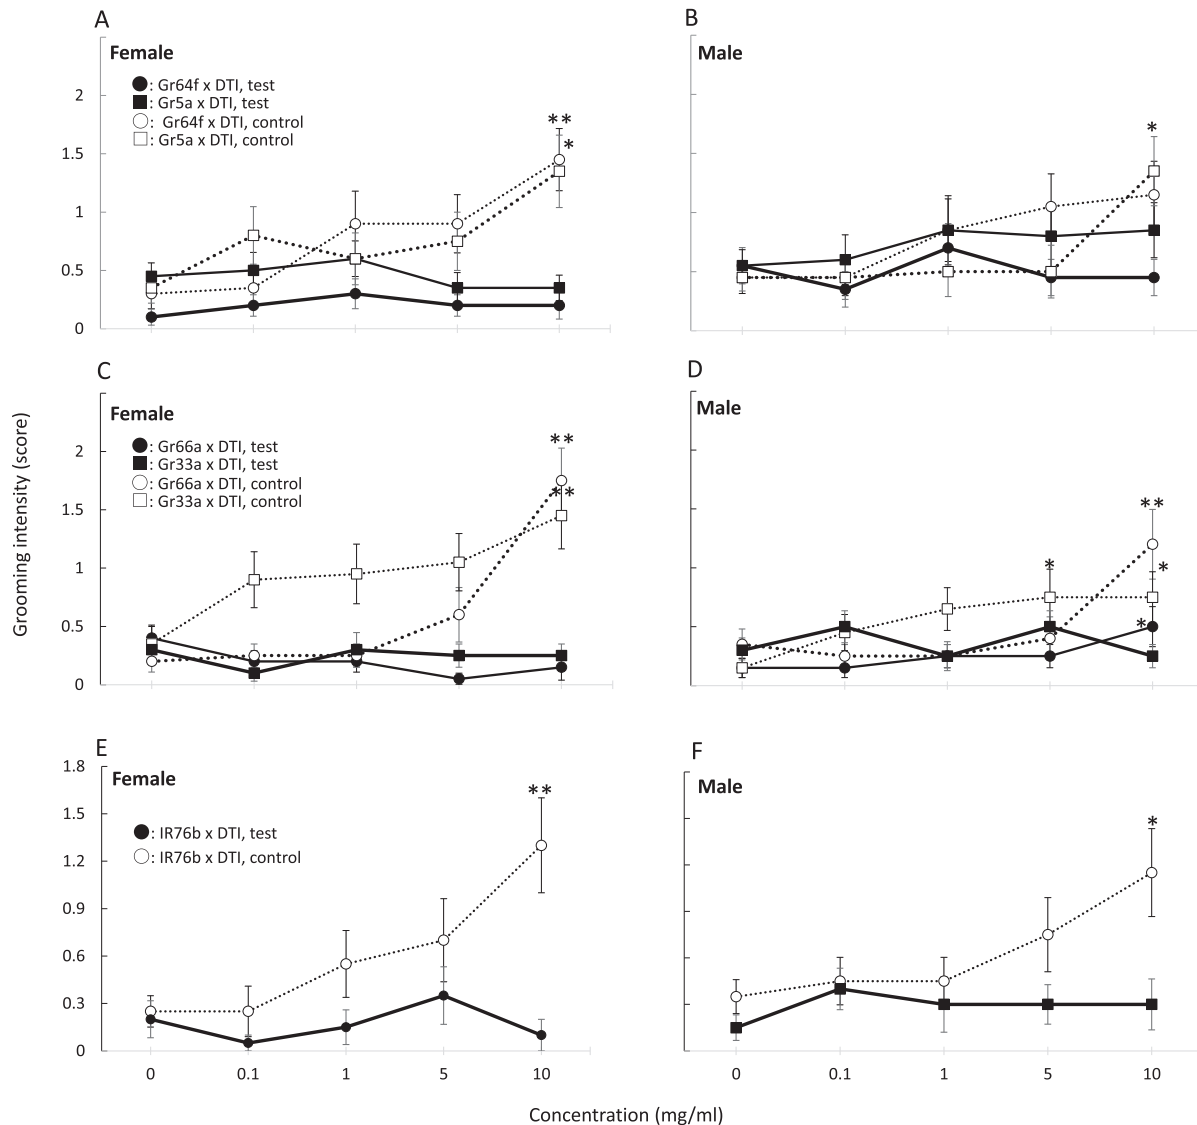 A
Female
: Gr64f x DTI, test
: Gr5a x DTI, test
: Gr64f x DTI, control
: Gr5a x DTI, control
2
1.5
1
0.5
0
**
*
B
Male
*
C
Female
: Gr66a x DTI, test
: Gr33a x DTI, test
: Gr66a x DTI, control
: Gr33a x DTI, control
2
1.5
1
0.5
0
**
**
D
Male
**
*
*
*
Grooming intensity (score)
E
Female
: IR76b x DTI, test
: IR76b x DTI, control
1.8
1.5
1.2
0.9
0.6
0.3
0
**
0 0.1 1 5 10
F
Male
*
0 0.1 1 5 10
Concentration (mg/ml)